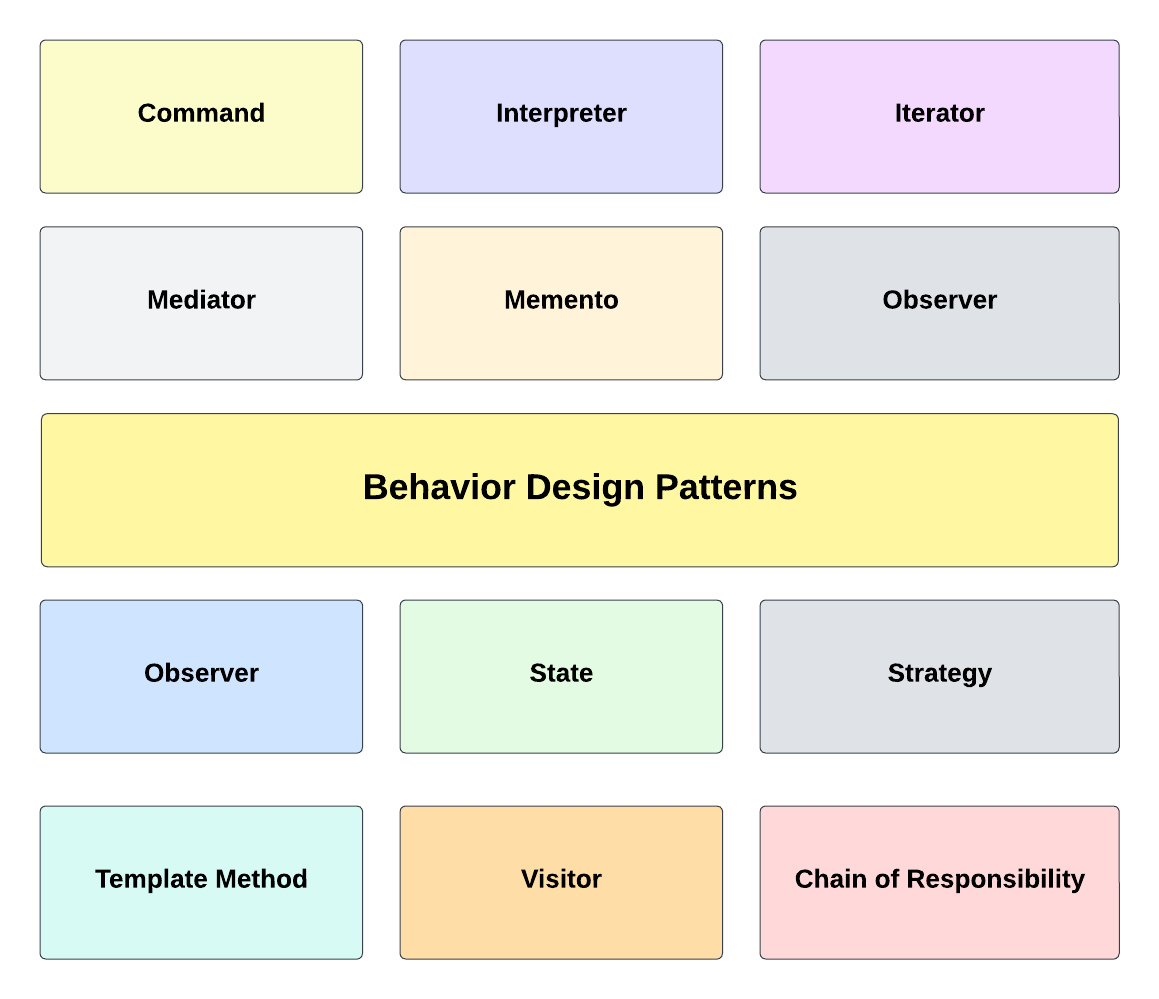 Command
Interpreter
Iterator
Mediator
Memento
Observer
Behavior Design Patterns
Observer
State
Strategy
Template Method
Visitor
Chain of Responsibility